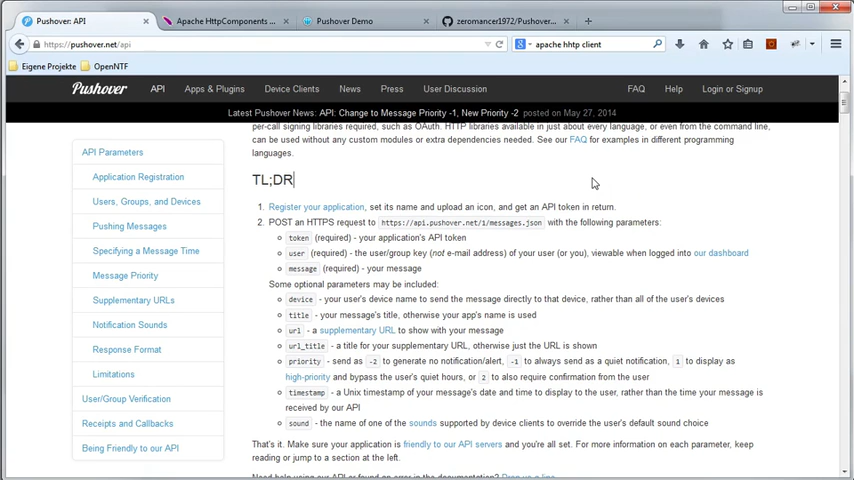 Pushover: API
Apache HttpComponents ...
Pushover Demo
zeromancer1972/Pushover...
https://pushover.net/api
apache hhtp client
Eigene Projekte
OpenNTF
Pushover API Apps & Plugins Device Clients News Press User Discussion FAQ Help Login or Signup
Latest Pushover News: API: Change to Message Priority -1, New Priority -2 posted on May 27, 2014
API Parameters
Application Registration
Users, Groups, and Devices
Pushing Messages
Specifying a Message Time
Message Priority
Supplementary URLs
Notification Sounds
Response Format
Limitations
User/Group Verification
Receipts and Callbacks
Being Friendly to our API
per-call signing libraries required, such as OAuth. HTTP libraries available in just about every language, or even from the command line,
can be used without any custom modules or extra dependencies needed. See our FAQ for examples in different programming
languages.
TL;DR
1. Register your application, set its name and upload an icon, and get an API token in return.
2. POST an HTTPS request to https://api.pushover.net/1/messages.json with the following parameters:
token (required) - your application's API token
user (required) - the user/group key (not e-mail address) of your user (or you), viewable when logged into our dashboard
message (required) - your message
Some optional parameters may be included:
device - your user's device name to send the message directly to that device, rather than all of the user's devices
title - your message's title, otherwise your app's name is used
url - a supplementary URL to show with your message
url_title - a title for your supplementary URL, otherwise just the URL is shown
priority - send as -2 to generate no notification/alert, -1 to always send as a quiet notification, 1 to display as
high-priority and bypass the user's quiet hours, or 2 to also require confirmation from the user
timestamp - a Unix timestamp of your message's date and time to display to the user, rather than the time your message is
received by our API
sound - the name of one of the sounds supported by device clients to override the user's default sound choice
That's it. Make sure your application is friendly to our API servers and you're all set. For more information on each parameter, keep
reading or jump to a section at the left.
Need help using our API or found an error in the documentation? Drop us a line.